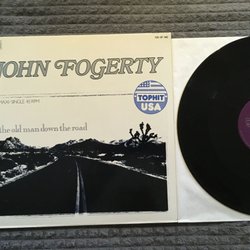 JOHN FOGERTY
MAXI-SINGLE 45 RPM
TOPHIT
USA
the old man down the road